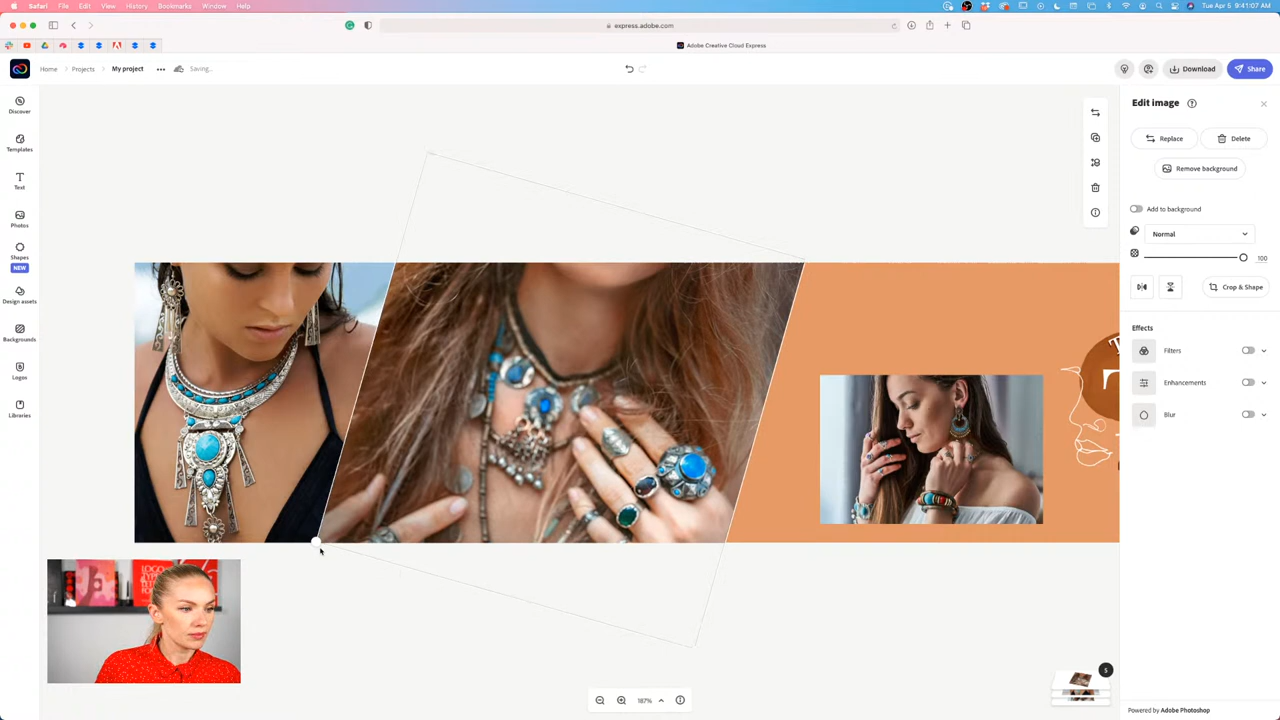 Safari File Edit View History Bookmarks Window Help
Tue Apr 5 9:41:07 AM
express.adobe.com
Adobe Creative Cloud Express
Home Projects My project Saving...
Download Share
Discover
Templates
Text
Photos
Shapes
NEW
Design assets
Backgrounds
Logos
Libraries
LOGO
TYPE
Edit image
Replace Delete
Remove background
Add to background
Normal
100
Crop & Shape
Effects
Filters
Enhancements
Blur
187%
5
Powered by Adobe Photoshop